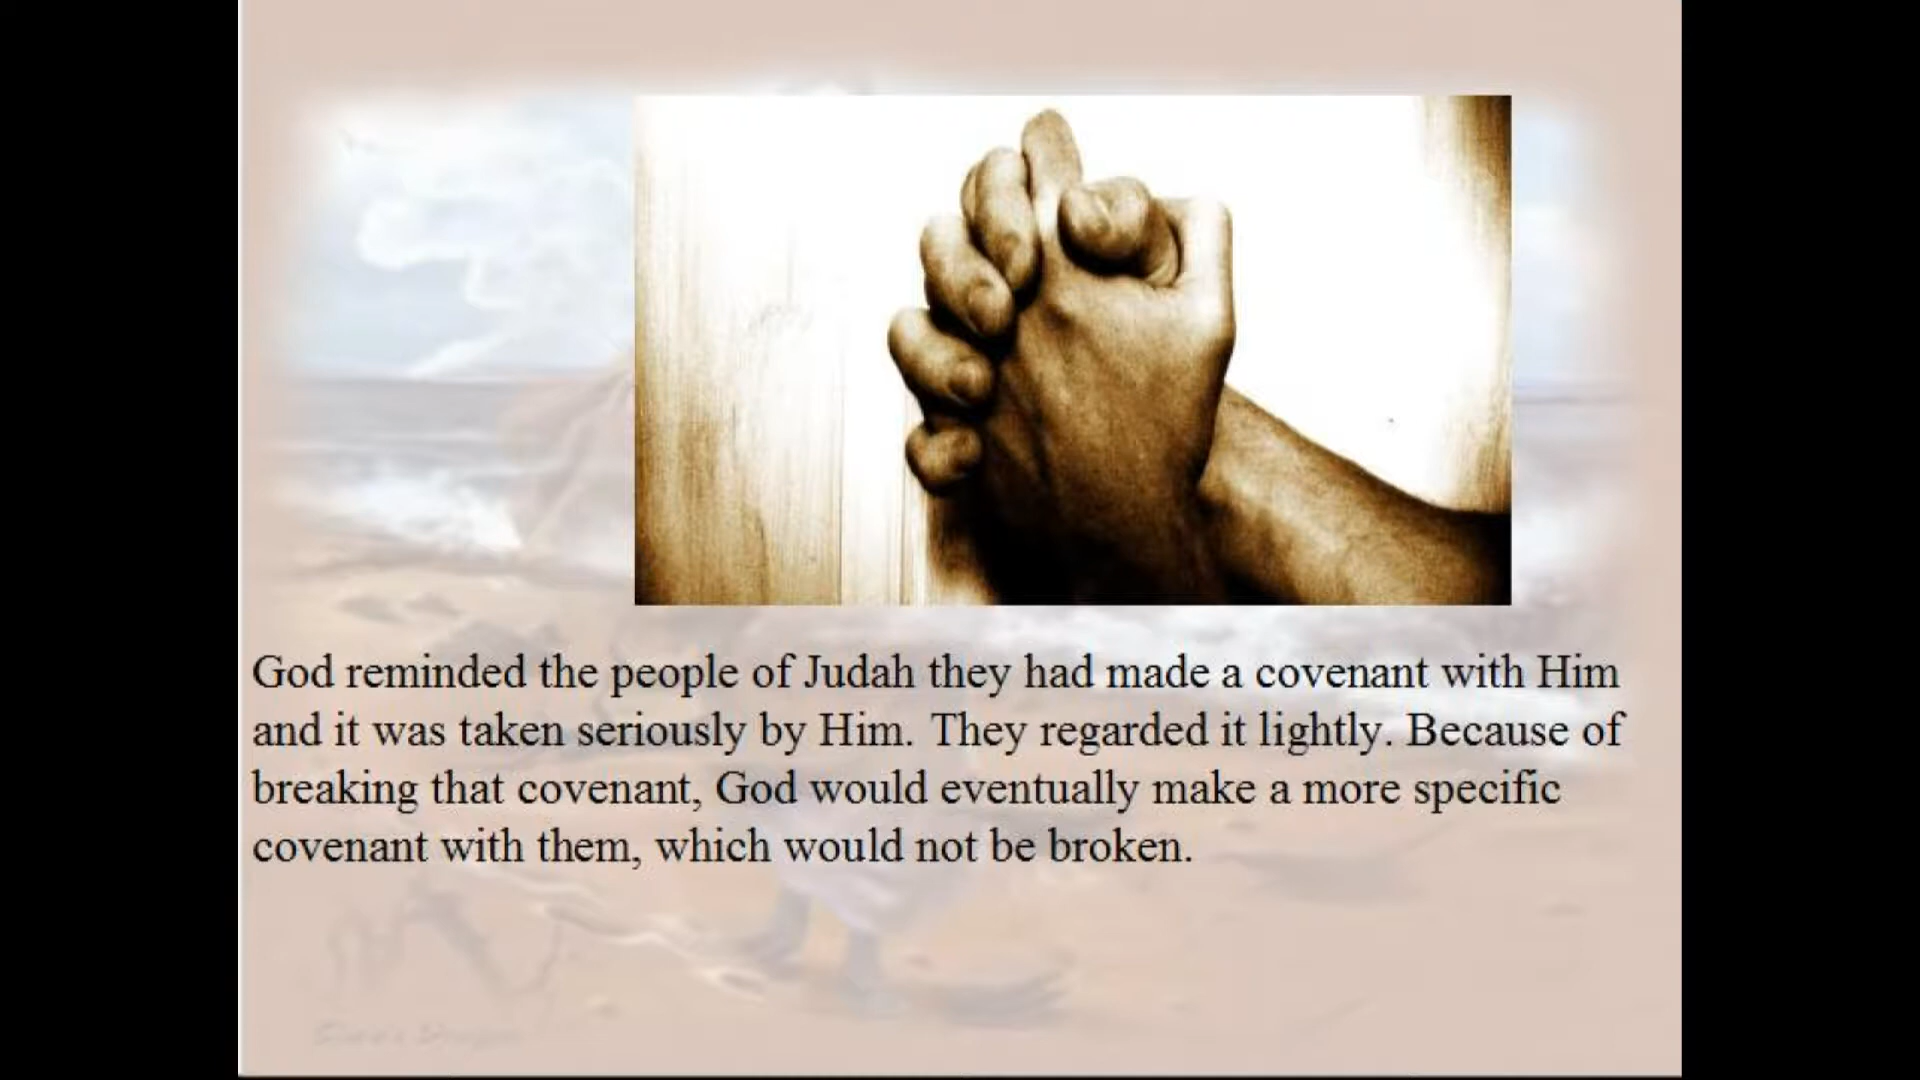 God reminded the people of Judah they had made a covenant with Him
and it was taken seriously by Him. They regarded it lightly. Because of
breaking that covenant, God would eventually make a more specific
covenant with them, which would not be broken.